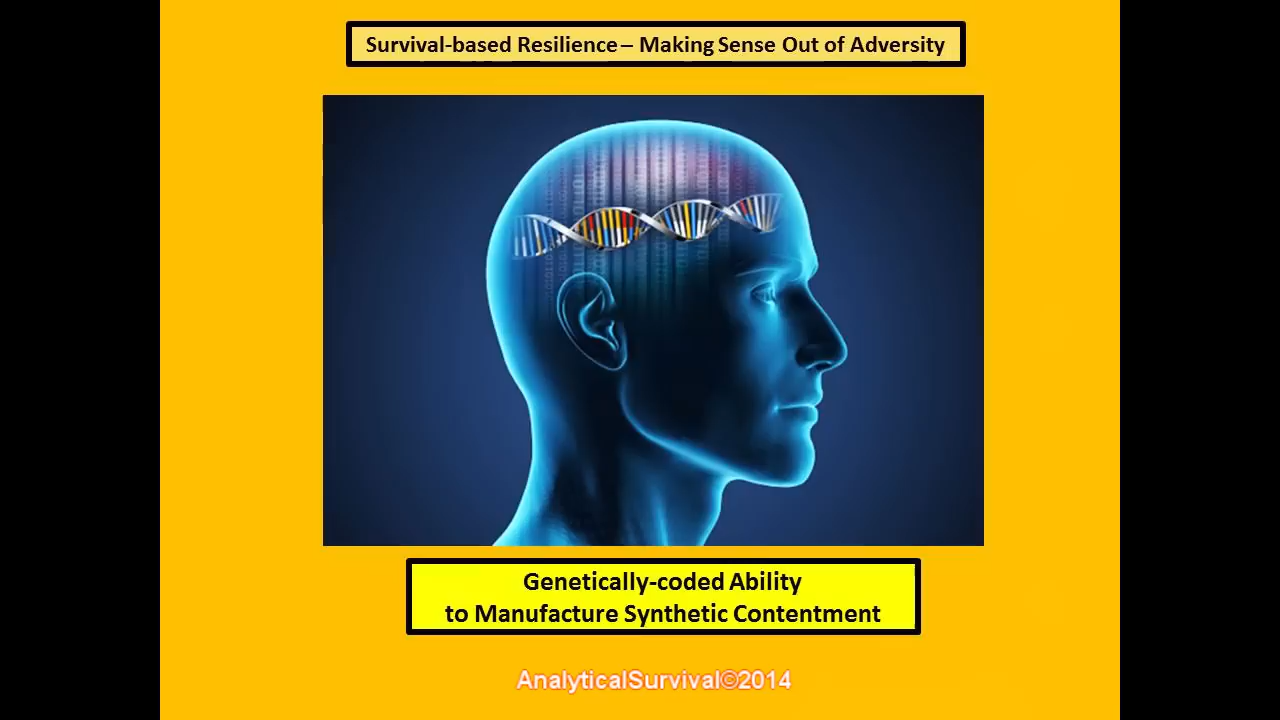 Survival-based Resilience – Making Sense Out of Adversity
Genetically-coded Ability
to Manufacture Synthetic Contentment
AnalyticalSurvival©2014